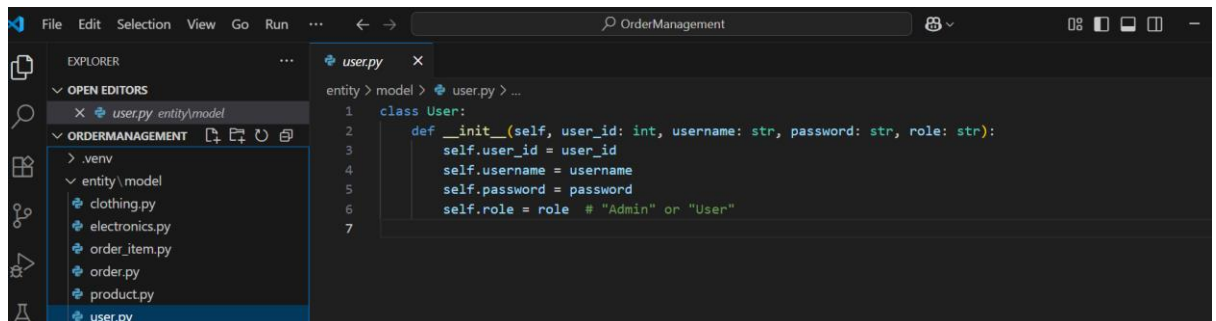 File Edit Selection View Go Run ··· ← → OrderManagement
EXPLORER ···
OPEN EDITORS
user.py entity\model
ORDERMANAGEMENT
.venv
entity\model
clothing.py
electronics.py
order_item.py
order.py
product.py
user.py
user.py
entity > model > user.py > ...
1 class User:
2 def __init__(self, user_id: int, username: str, password: str, role: str):
3 self.user_id = user_id
4 self.username = username
5 self.password = password
6 self.role = role # "Admin" or "User"
7